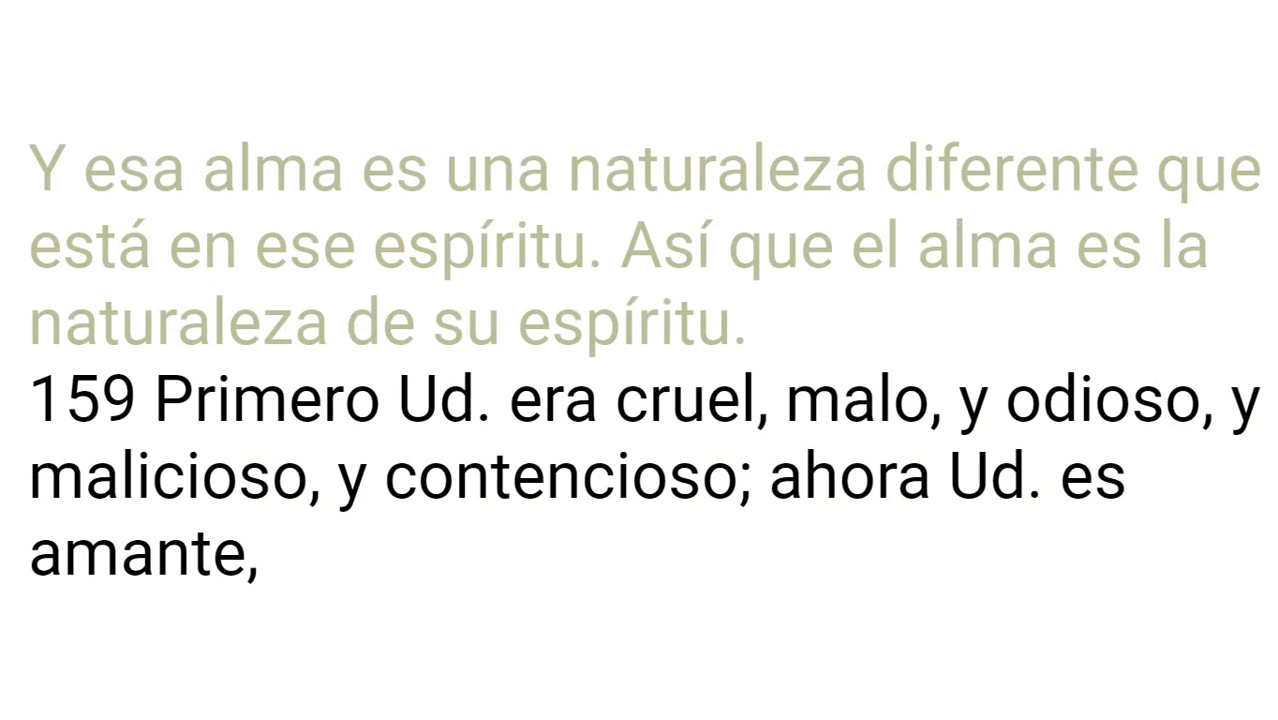 Y esa alma es una naturaleza diferente que
está en ese espíritu. Así que el alma es la
naturaleza de su espíritu.
159 Primero Ud. era cruel, malo, y odioso, y
malicioso, y contencioso; ahora Ud. es
amante,